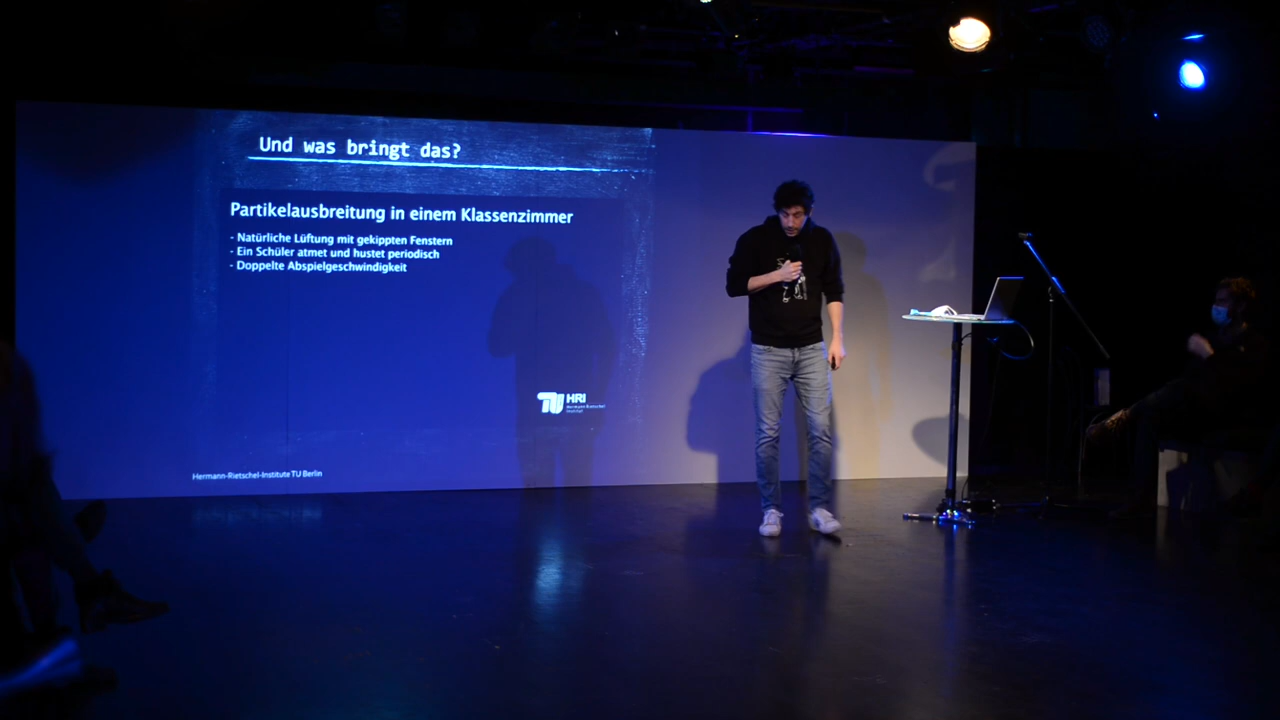 Und was bringt das?
Partikelausbreitung in einem Klassenzimmer
- Natürliche Lüftung mit gekippten Fenstern
- Ein Schüler atmet und hustet periodisch
- Doppelte Abspielgeschwindigkeit
TU HRI
Hermann-Rietschel-Institute TU Berlin